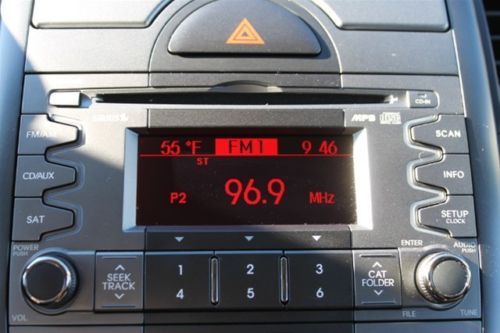 CD-IN
SIRIUS
MP3
FM/AM
SCAN
55 °F FM1 9 46
ST
CD/AUX
INFO
P2 96.9 MHz
SAT
SETUP
CLOCK
POWER
PUSH
ENTER
AUDIO
PUSH
SEEK
TRACK
1 2 3
4 5 6
CAT
FOLDER
VOL
FILE
TUNE